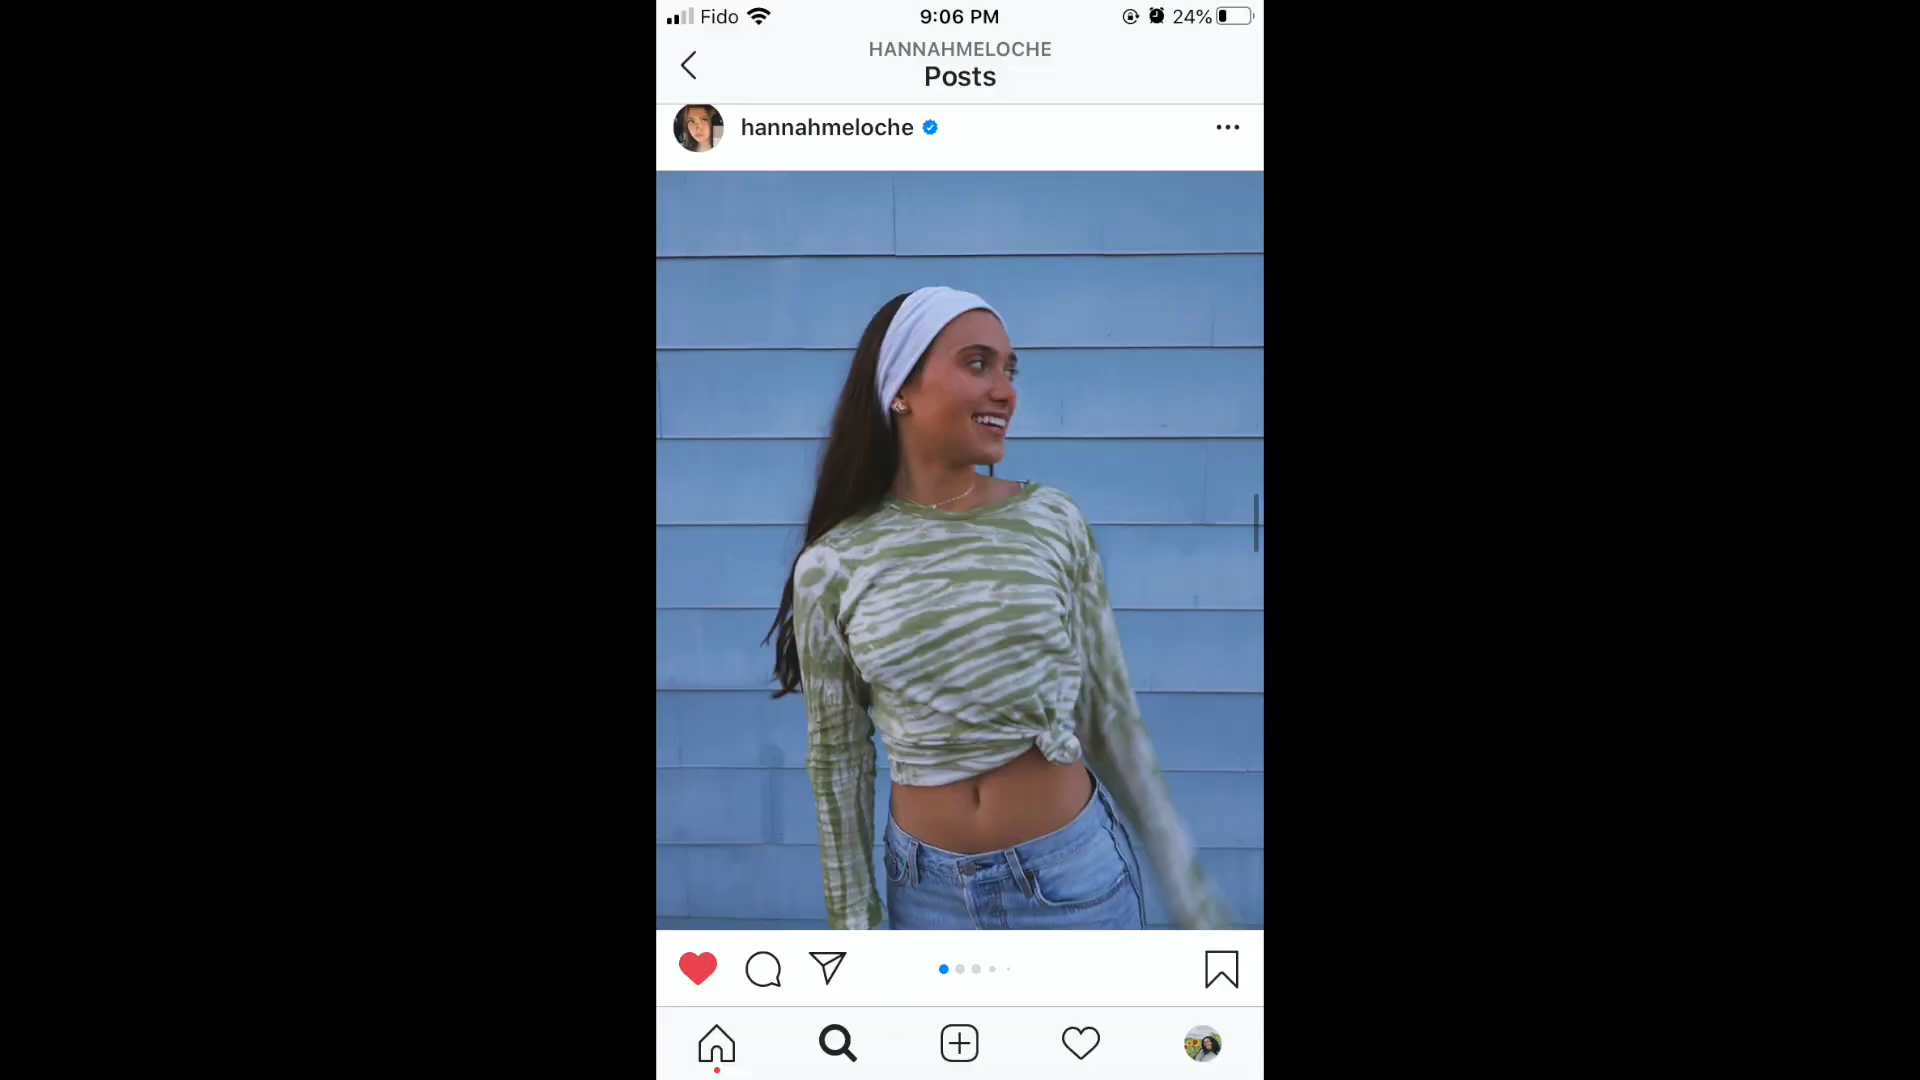 Fido 9:06 PM 24%
HANNAHMELOCHE
Posts
hannahmeloche